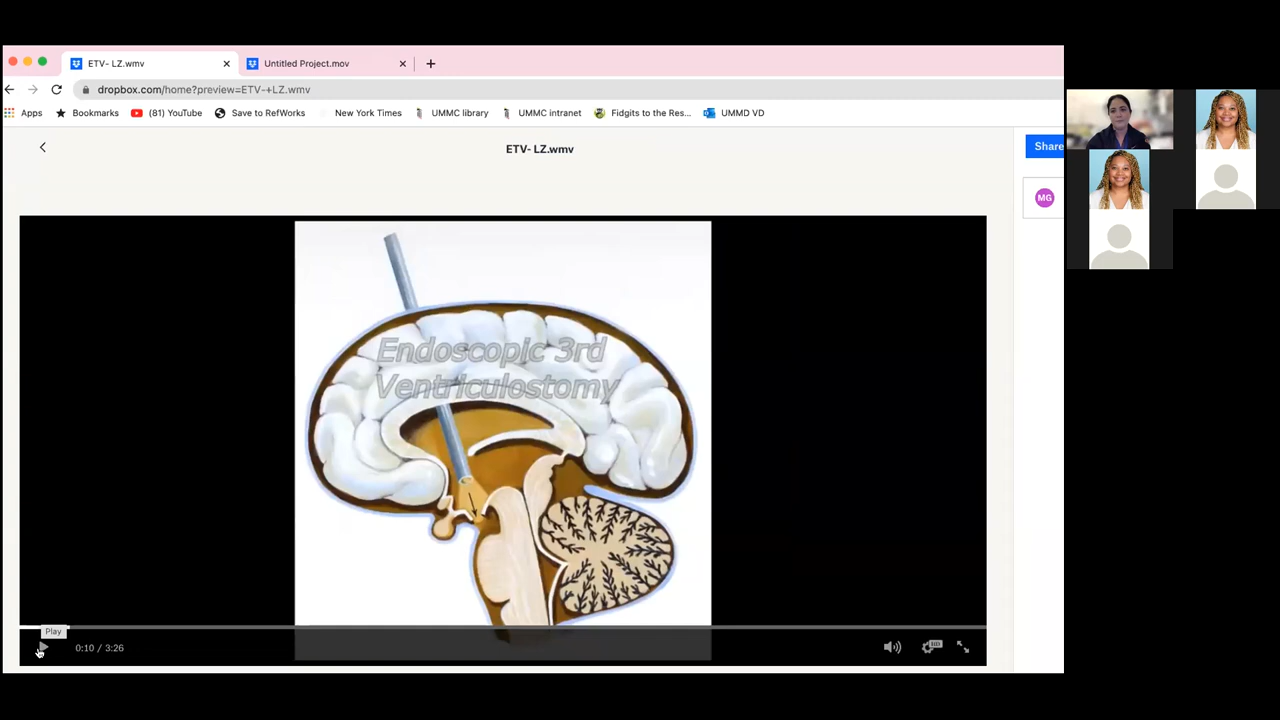 ETV- LZ.wmv
Untitled Project.mov
dropbox.com/home?preview=ETV-+LZ.wmv
Apps
Bookmarks
(81) YouTube
Save to RefWorks
New York Times
UMMC library
UMMC intranet
Fidgits to the Res...
UMMD VD
ETV- LZ.wmv
Share
MG
Endoscopic 3rd
Ventriculostomy
Play
0:10 / 3:26
HD